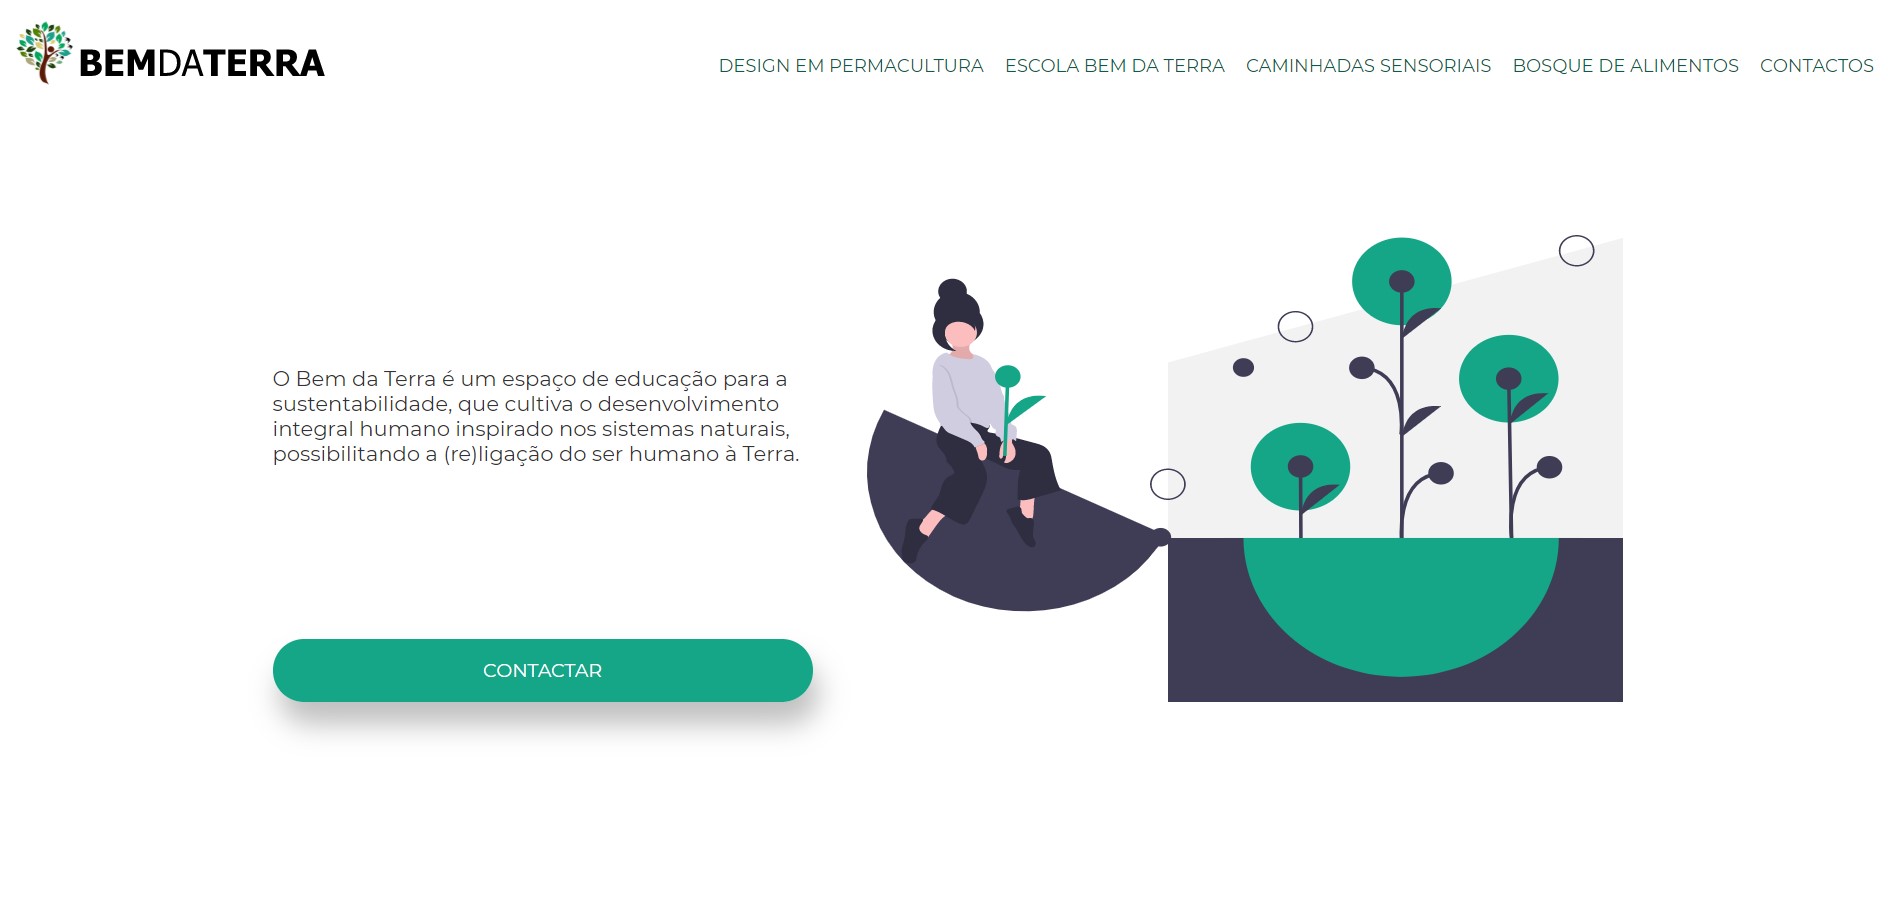 BEMDATERRA
DESIGN EM PERMACULTURA ESCOLA BEM DA TERRA CAMINHADAS SENSORIAIS BOSQUE DE ALIMENTOS CONTACTOS
O Bem da Terra é um espaço de educação para a
sustentabilidade, que cultiva o desenvolvimento
integral humano inspirado nos sistemas naturais,
possibilitando a (re)ligação do ser humano à Terra.
CONTACTAR